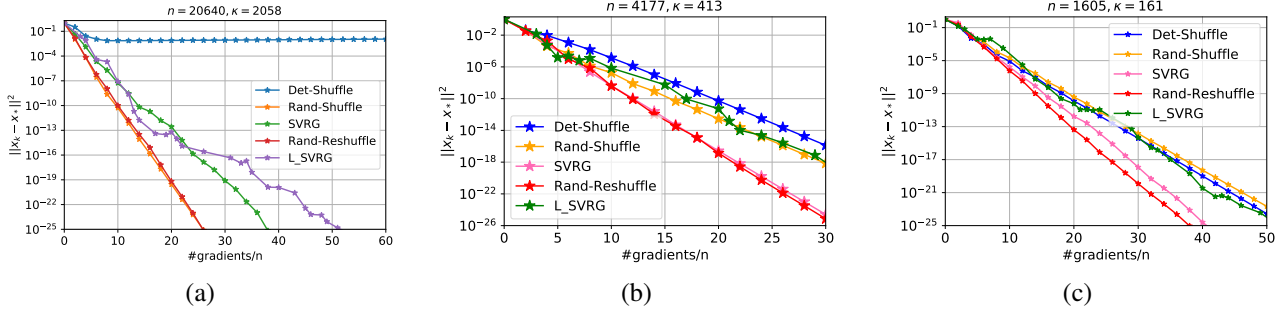 n = 20640, κ = 2058
10⁻¹
10⁻⁴
10⁻⁷
10⁻¹⁰
10⁻¹³
10⁻¹⁶
10⁻¹⁹
10⁻²²
10⁻²⁵
||x_k − x_*||²
Det-Shuffle
Rand-Shuffle
SVRG
Rand-Reshuffle
L_SVRG
0 10 20 30 40 50 60
#gradients/n
(a)
n = 4177, κ = 413
10⁻²
10⁻⁶
10⁻¹⁰
10⁻¹⁴
10⁻¹⁸
10⁻²²
10⁻²⁶
||x_k − x_*||²
Det-Shuffle
Rand-Shuffle
SVRG
Rand-Reshuffle
L_SVRG
0 5 10 15 20 25 30
#gradients/n
(b)
n = 1605, κ = 161
10⁻¹
10⁻⁵
10⁻⁹
10⁻¹³
10⁻¹⁷
10⁻²¹
10⁻²⁵
||x_k − x_*||²
Det-Shuffle
Rand-Shuffle
SVRG
Rand-Reshuffle
L_SVRG
0 10 20 30 40 50
#gradients/n
(c)